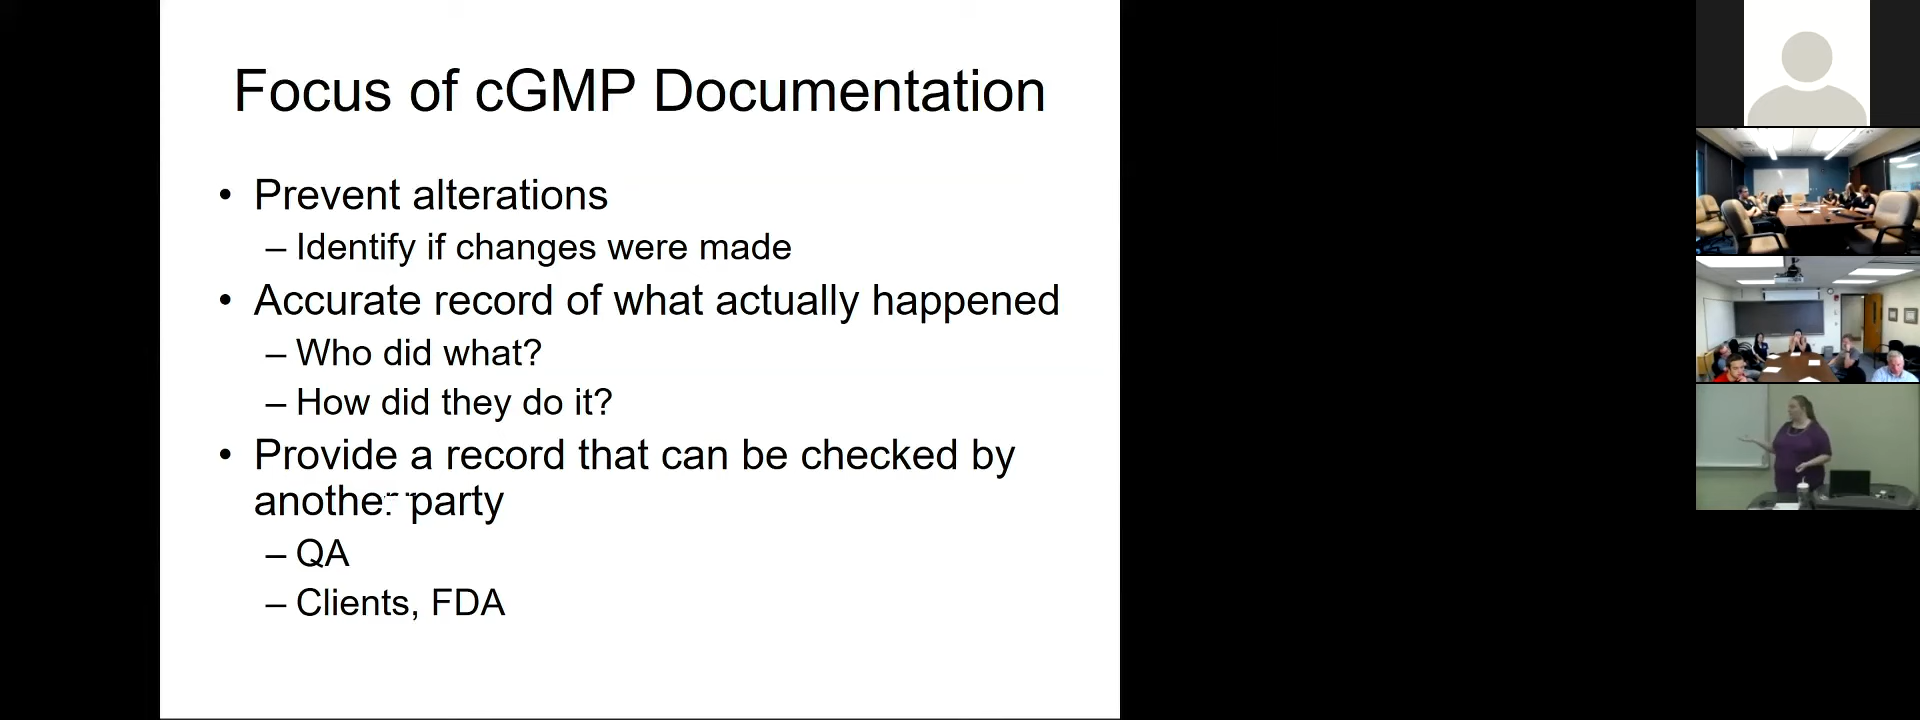 Focus of cGMP Documentation
• Prevent alterations
– Identify if changes were made
• Accurate record of what actually happened
– Who did what?
– How did they do it?
• Provide a record that can be checked by
another party
– QA
– Clients, FDA